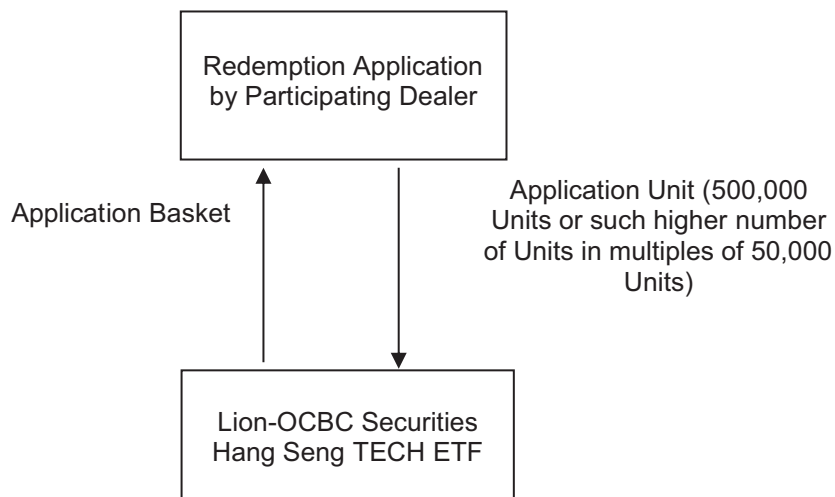 Redemption Application
by Participating Dealer
Application Basket
Application Unit (500,000
Units or such higher number
of Units in multiples of 50,000
Units)
Lion-OCBC Securities
Hang Seng TECH ETF